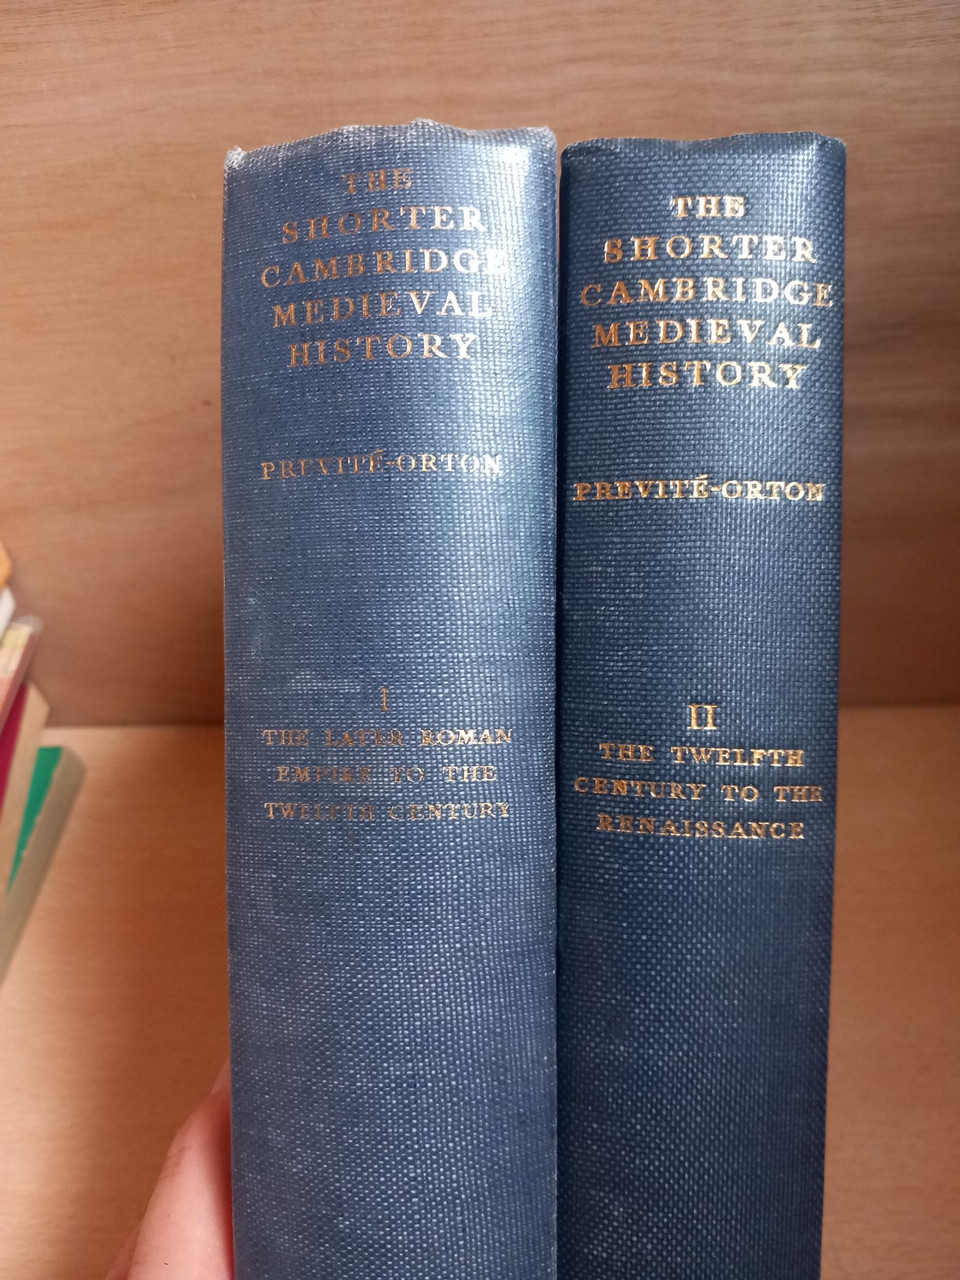 THE
SHORTER
CAMBRIDGE
MEDIEVAL
HISTORY
PREVITÉ-ORTON
I
THE LATER ROMAN
EMPIRE TO THE
TWELFTH CENTURY
THE
SHORTER
CAMBRIDGE
MEDIEVAL
HISTORY
PREVITÉ-ORTON
II
THE TWELFTH
CENTURY TO THE
RENAISSANCE